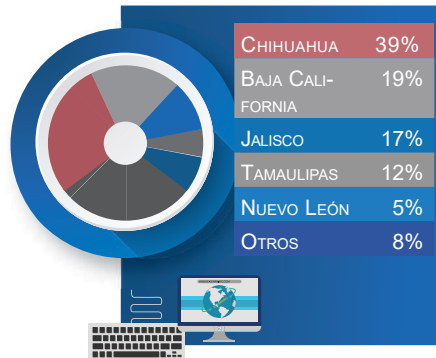 Chihuahua 39%
Baja Cali- 19%
fornia
Jalisco 17%
Tamaulipas 12%
Nuevo León 5%
Otros 8%